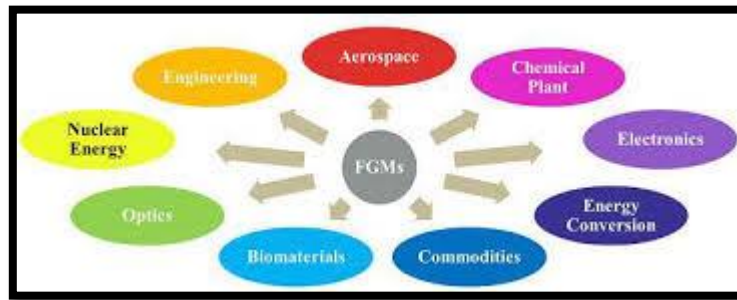 Aerospace
Engineering
Chemical
Plant
Nuclear
Energy
Electronics
FGMs
Optics
Energy
Conversion
Biomaterials
Commodities